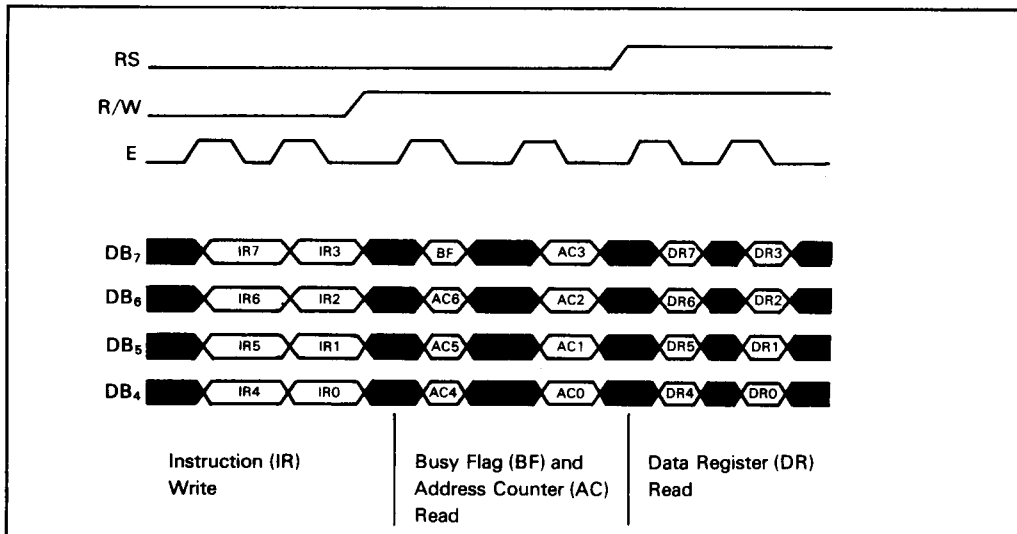 RS
R/W
E
DB₇ IR7 IR3 BF AC3 DR7 DR3
DB₆ IR6 IR2 AC6 AC2 DR6 DR2
DB₅ IR5 IR1 AC5 AC1 DR5 DR1
DB₄ IR4 IR0 AC4 AC0 DR4 DR0
Instruction (IR)
Write
Busy Flag (BF) and
Address Counter (AC)
Read
Data Register (DR)
Read